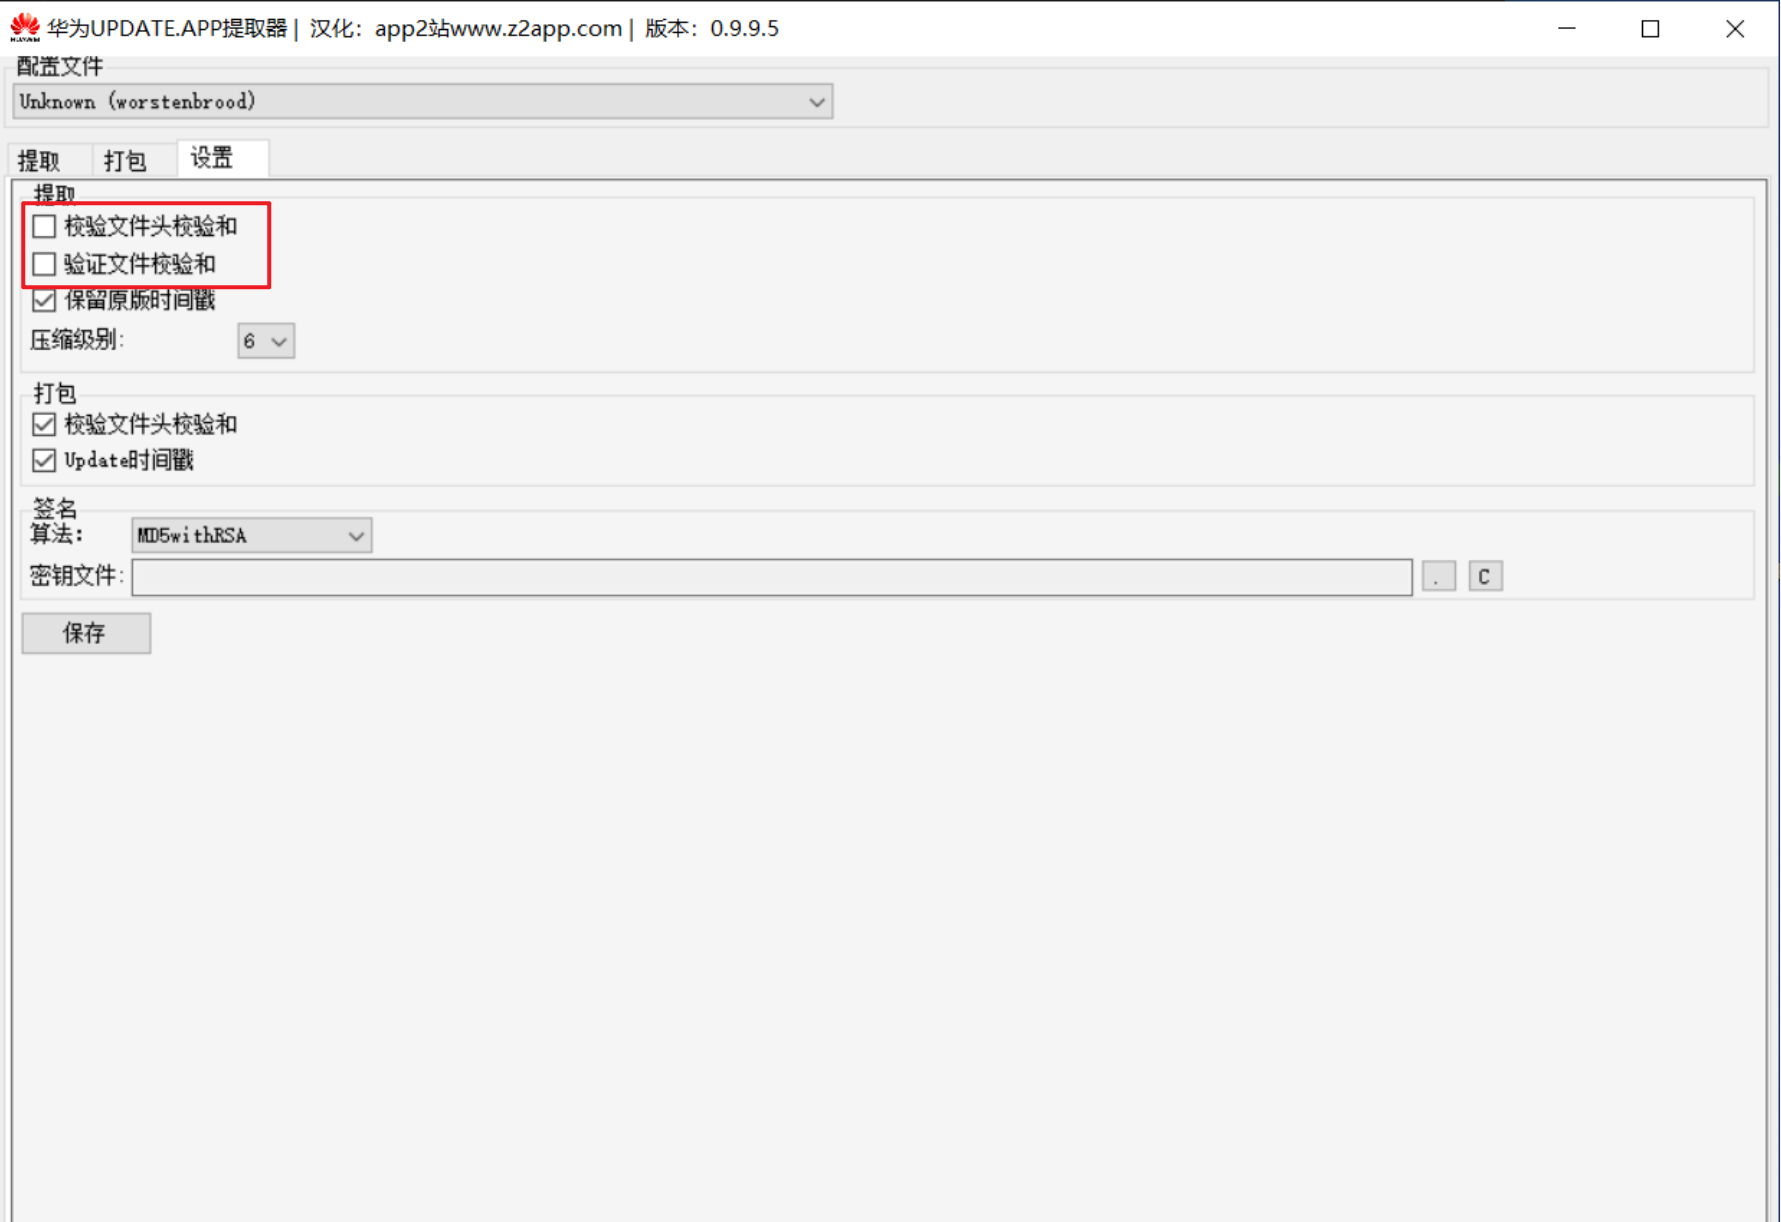 华为UPDATE.APP提取器 | 汉化：app2站www.z2app.com | 版本：0.9.9.5
配置文件
Unknown (worstenbrood)
提取 打包 设置
提取
校验文件头校验和
验证文件校验和
保留原版时间戳
压缩级别: 6
打包
校验文件头校验和
Update时间戳
签名
算法: MD5withRSA
密钥文件: . C
保存